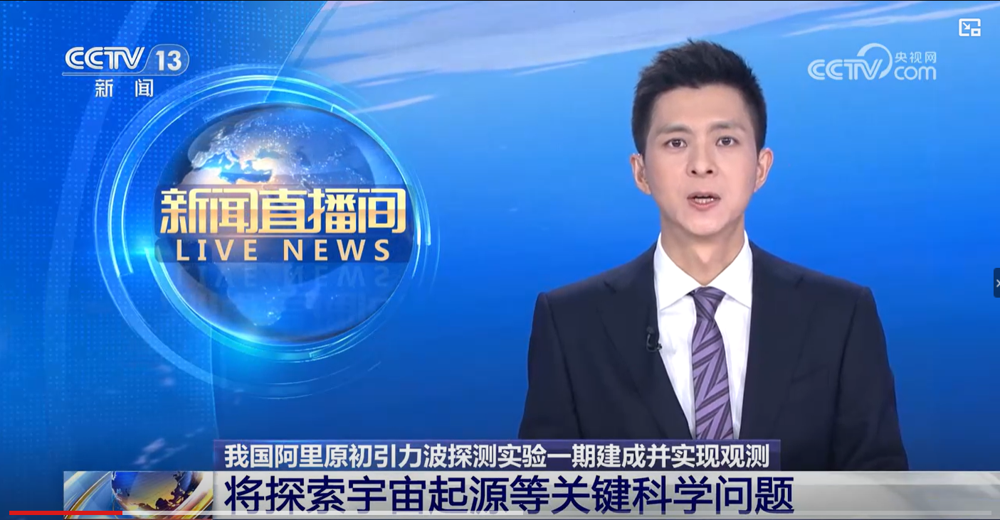 CCTV 13
新闻
央视网
CCTV com
新闻直播间
LIVE NEWS
我国阿里原初引力波探测实验一期建成并实现观测
将探索宇宙起源等关键科学问题